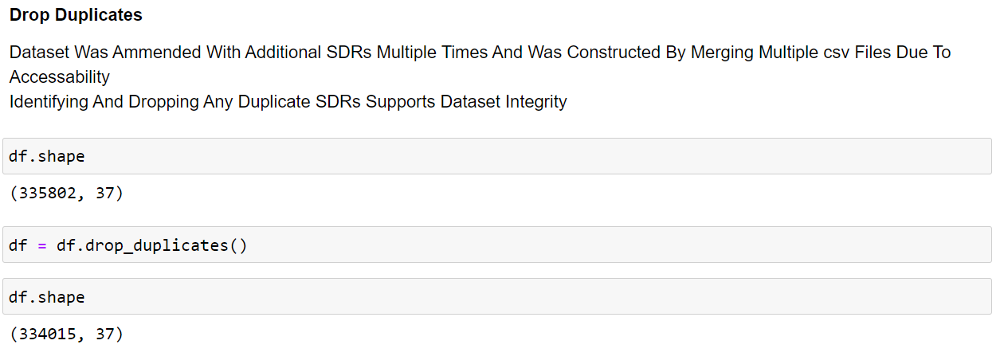 Drop Duplicates
Dataset Was Ammended With Additional SDRs Multiple Times And Was Constructed By Merging Multiple csv Files Due To
Accessability
Identifying And Dropping Any Duplicate SDRs Supports Dataset Integrity
df.shape
(335802, 37)
df = df.drop_duplicates()
df.shape
(334015, 37)